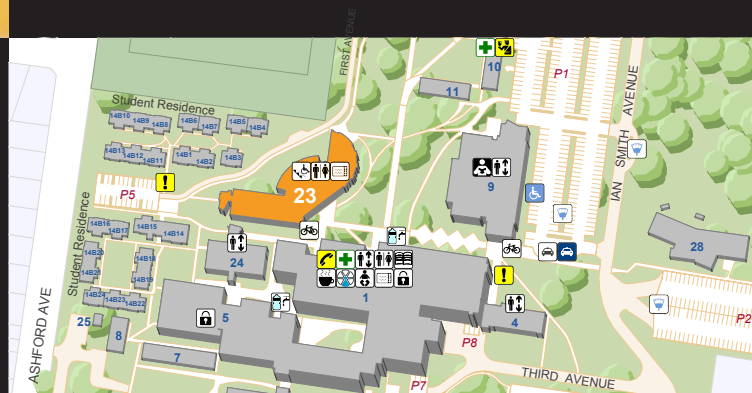 FIRST AVENUE
10
P1
11
Student Residence
14B10
14B9
14B8
14B6
14B7
14B5
14B4
14B13
14B12
14B11
14B1
14B2
14B3
IAN SMITH AVENUE
9
P5
23
Student Residence
14B16
14B17
14B15
14B14
28
24
14B20
14B21
14B18
14B19
1
14B24
14B23
14B22
P2
25
8
5
4
7
P8
ASHFORD AVE
THIRD AVENUE
P7